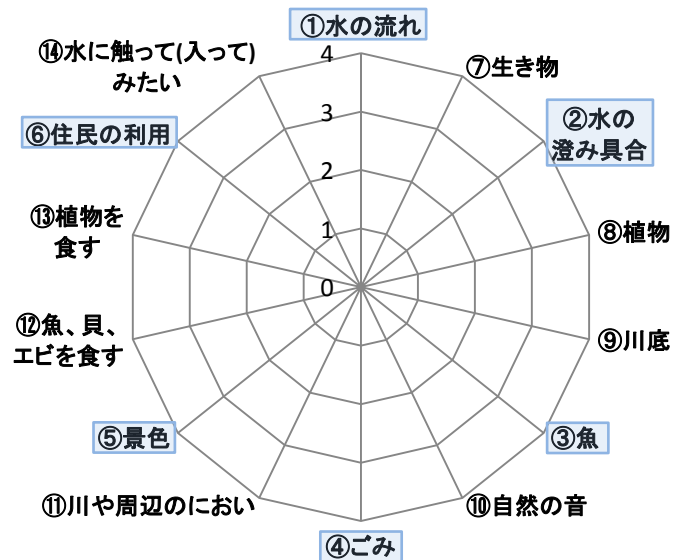 ①水の流れ
⑭水に触って(入って)
みたい
⑦生き物
⑥住民の利用
②水の
澄み具合
⑬植物を
食す
⑧植物
⑫魚、貝、
エビを食す
⑨川底
⑤景色
③魚
⑪川や周辺のにおい
⑩自然の音
④ごみ
4
3
2
1
0